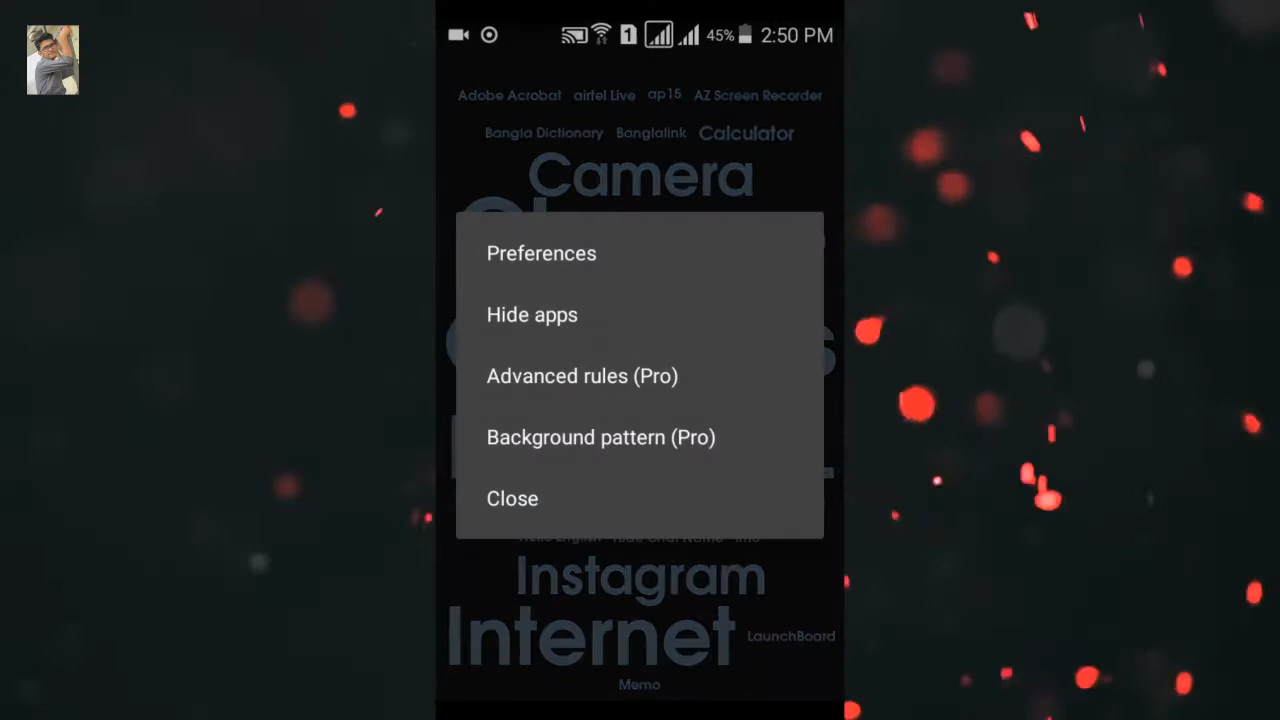 1 45% 2:50 PM
Adobe Acrobat airtel Live ap15 AZ Screen Recorder
Bangla Dictionary Banglalink Calculator
Camera
Preferences
Hide apps
Advanced rules (Pro)
Background pattern (Pro)
Close
Instagram
Internet LaunchBoard
Memo